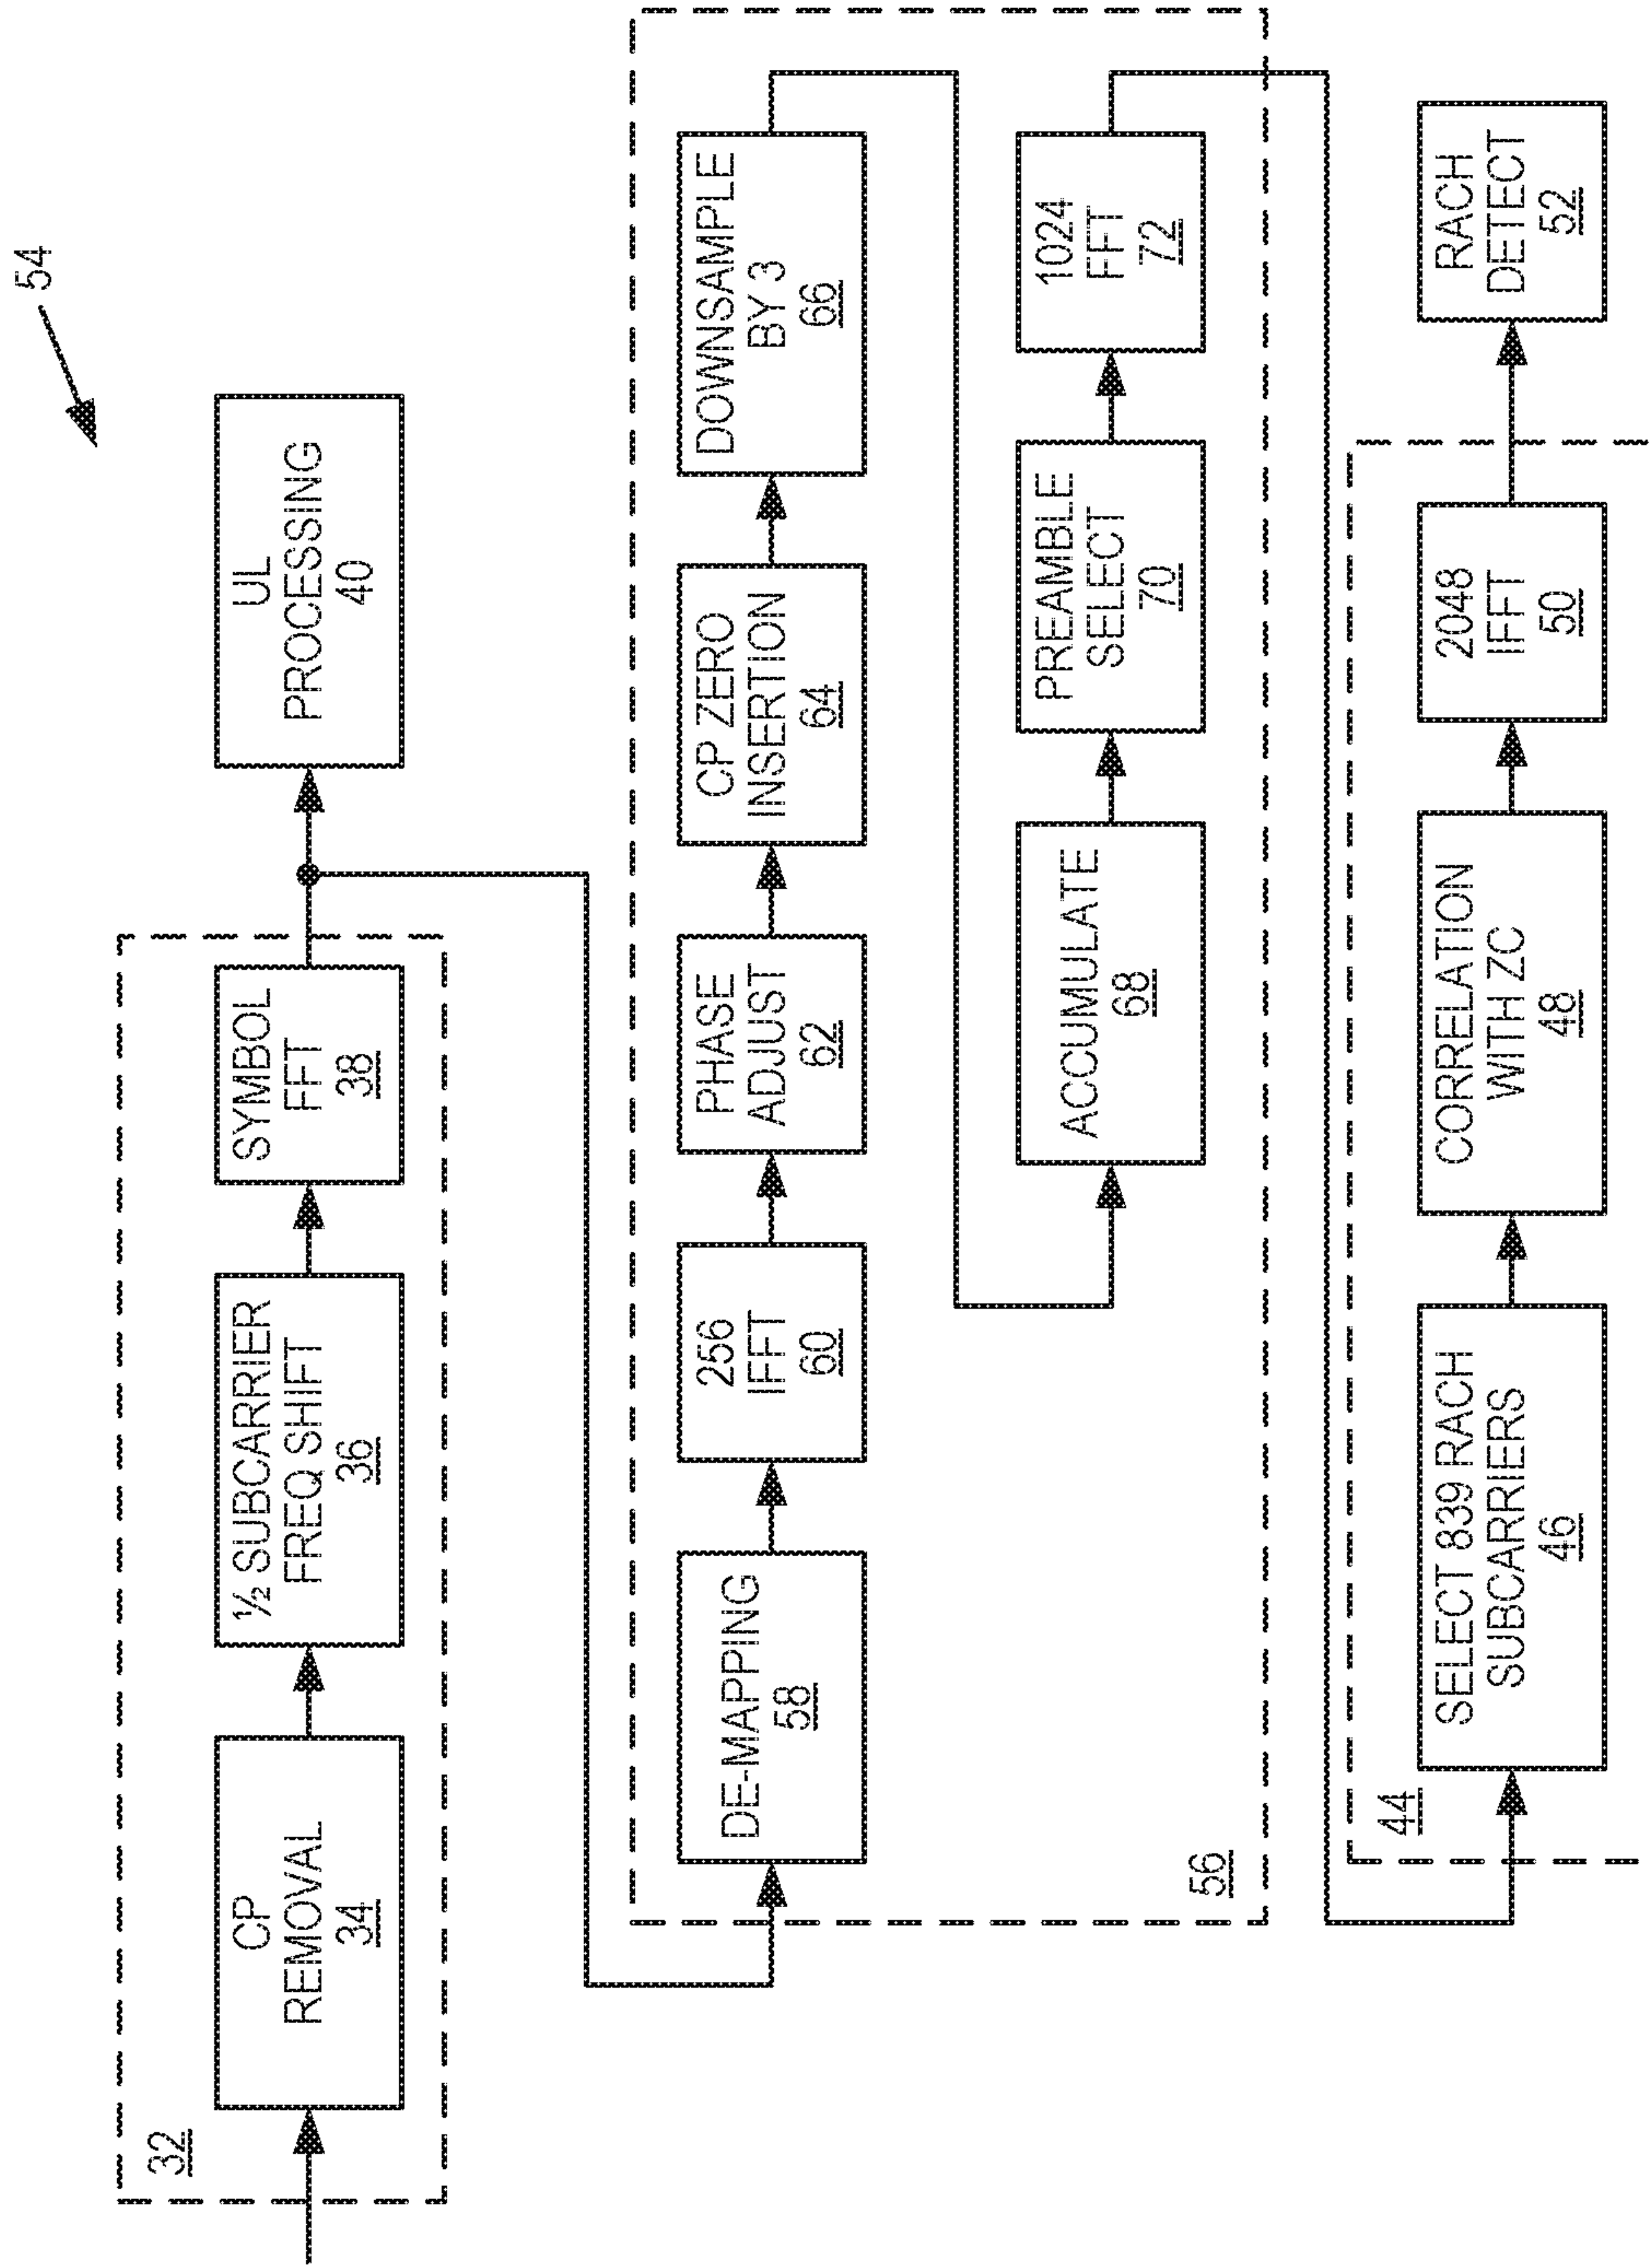 54
32
CP
REMOVAL
34
½ SUBCARRIER
FREQ SHIFT
36
SYMBOL
FFT
38
UL
PROCESSING
40
56
DE-MAPPING
58
256
IFFT
60
PHASE
ADJUST
62
CP ZERO
INSERTION
64
DOWNSAMPLE
BY 3
66
ACCUMULATE
68
PREAMBLE
SELECT
70
1024
FFT
72
44
SELECT 839 RACH
SUBCARRIERS
46
CORRELATION
WITH ZC
48
2048
IFFT
50
RACH
DETECT
52